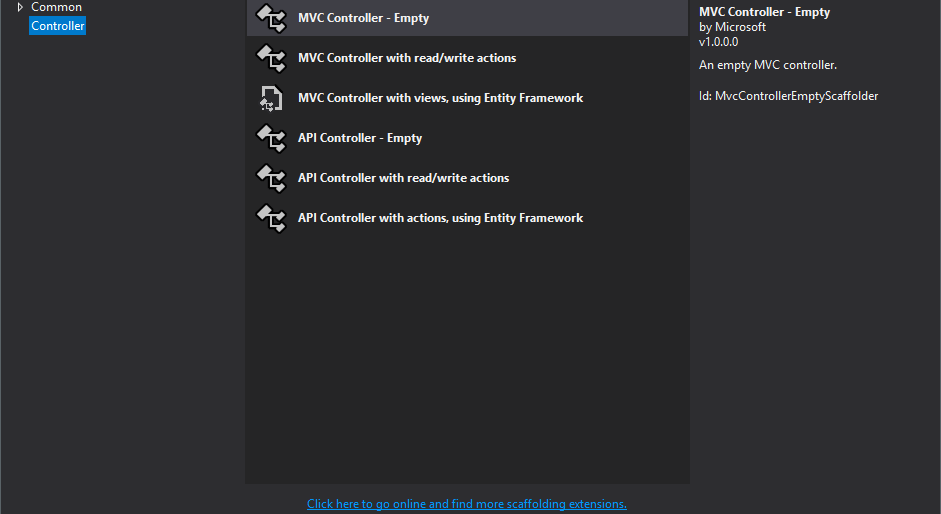 Common
Controller
MVC Controller - Empty
MVC Controller with read/write actions
MVC Controller with views, using Entity Framework
API Controller - Empty
API Controller with read/write actions
API Controller with actions, using Entity Framework
MVC Controller - Empty
by Microsoft
v1.0.0.0
An empty MVC controller.
Id: MvcControllerEmptyScaffolder
Click here to go online and find more scaffolding extensions.